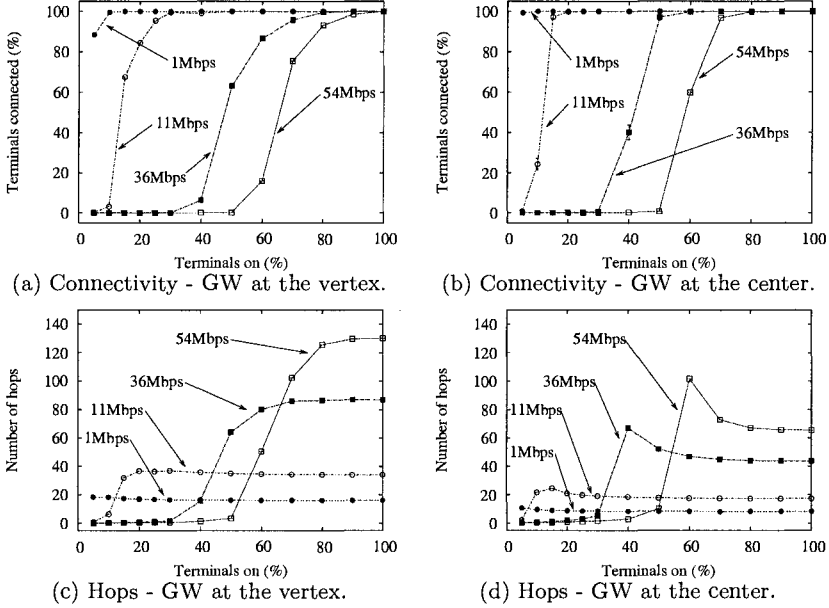 100
80
60
40
20
0
Terminals connected (%)
1Mbps
11Mbps
36Mbps
54Mbps
0 20 40 60 80 100
Terminals on (%)
(a) Connectivity - GW at the vertex.
100
80
60
40
20
0
Terminals connected (%)
1Mbps
11Mbps
54Mbps
36Mbps
0 20 40 60 80 100
Terminals on (%)
(b) Connectivity - GW at the center.
140
120
100
80
60
40
20
0
Number of hops
54Mbps
36Mbps
11Mbps
1Mbps
0 20 40 60 80 100
Terminals on (%)
(c) Hops - GW at the vertex.
140
120
100
80
60
40
20
0
Number of hops
54Mbps
36Mbps
11Mbps
1Mbps
0 20 40 60 80 100
Terminals on (%)
(d) Hops - GW at the center.